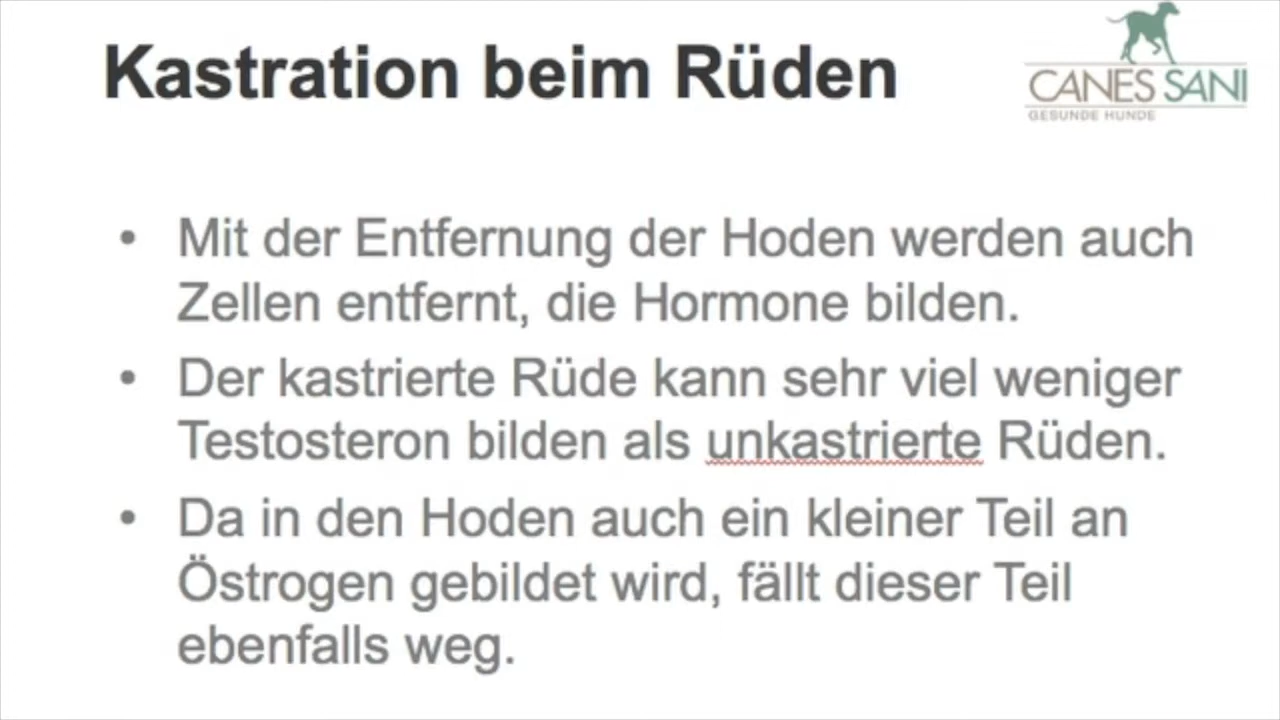 Kastration beim Rüden
CANES SANI
GESUNDE HUNDE
• Mit der Entfernung der Hoden werden auch
Zellen entfernt, die Hormone bilden.
• Der kastrierte Rüde kann sehr viel weniger
Testosteron bilden als unkastrierte Rüden.
• Da in den Hoden auch ein kleiner Teil an
Östrogen gebildet wird, fällt dieser Teil
ebenfalls weg.